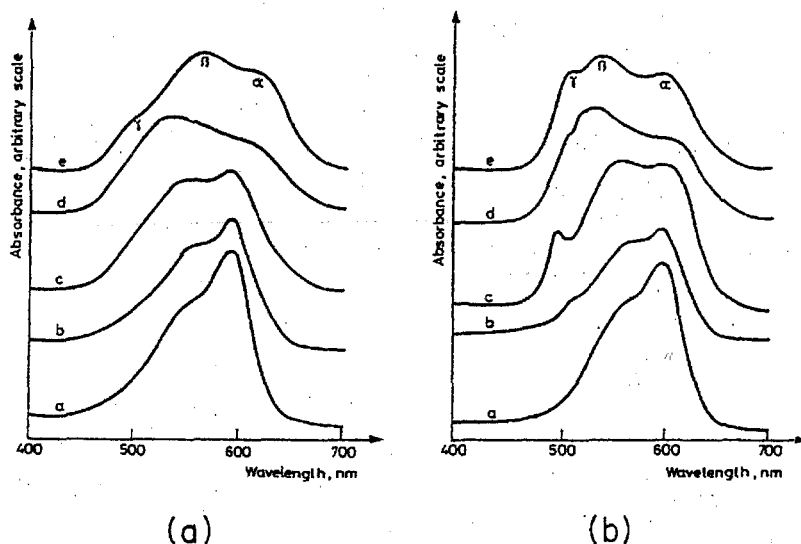 Absorbance, arbitrary scale
γ
β
α
e
d
c
b
a
400
500
600
700
Wavelength, nm
(a)
Absorbance, arbitrary scale
γ
β
α
e
d
c
b
a
400
500
600
700
Wavelength, nm
(b)